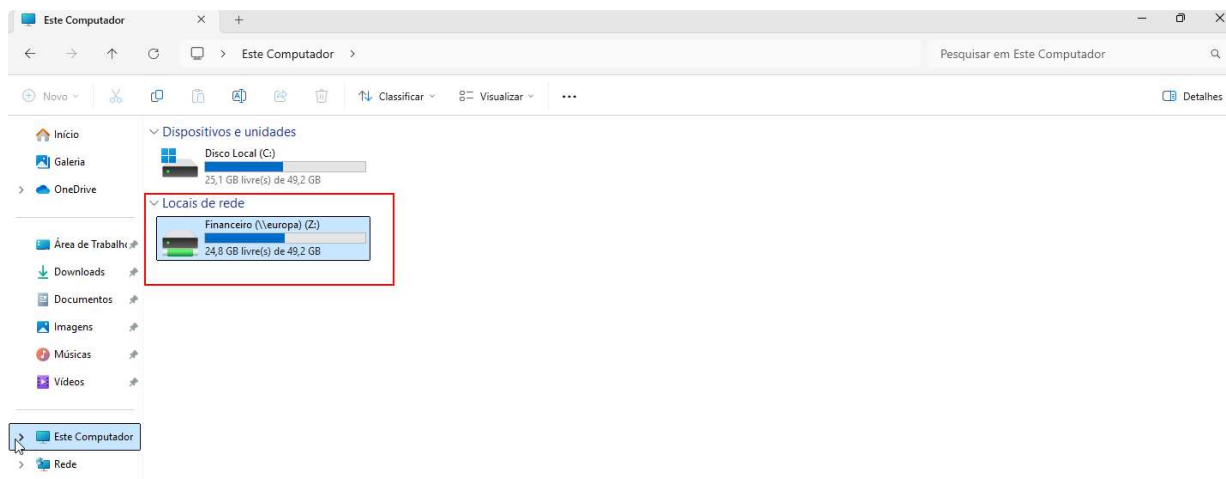 Este Computador
Este Computador
Pesquisar em Este Computador
Novo
Classificar
Visualizar
Detalhes
Início
Galeria
OneDrive
Área de Trabalho
Downloads
Documentos
Imagens
Músicas
Vídeos
Este Computador
Rede
Dispositivos e unidades
Disco Local (C:)
25,1 GB livre(s) de 49,2 GB
Locais de rede
Financeiro (\\europa) (Z:)
24,8 GB livre(s) de 49,2 GB